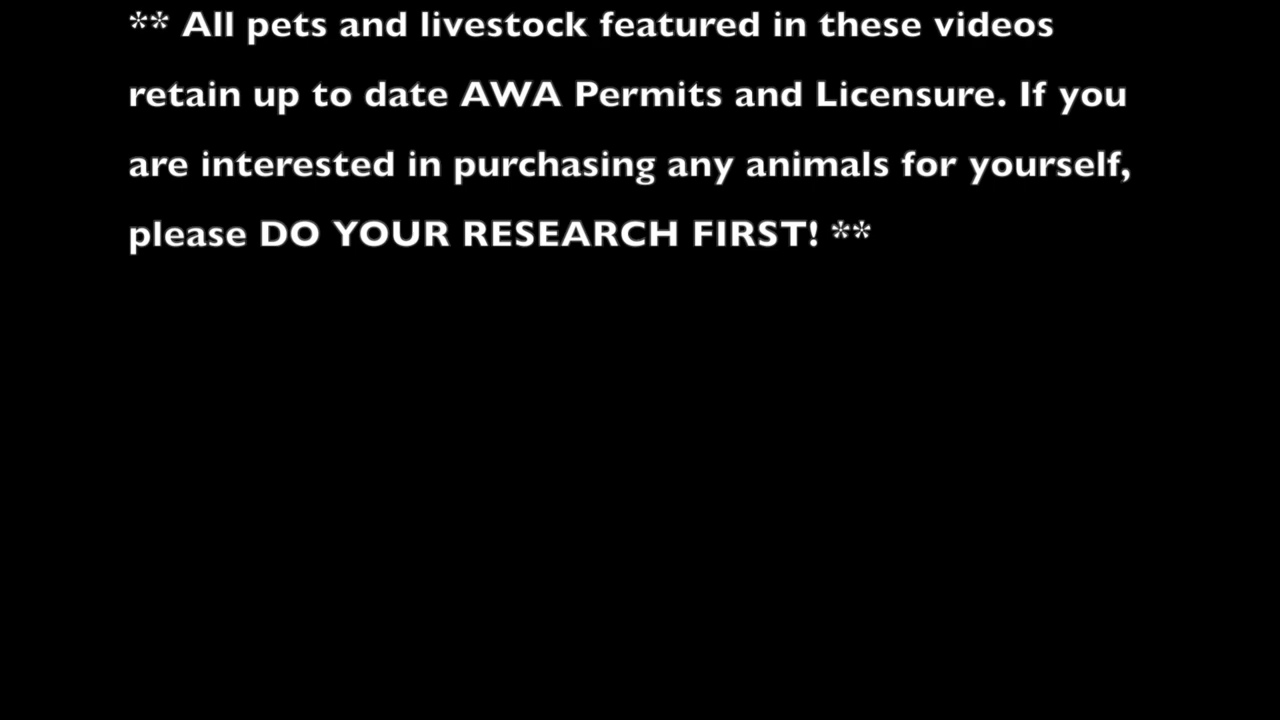 ** All pets and livestock featured in these videos
retain up to date AWA Permits and Licensure. If you
are interested in purchasing any animals for yourself,
please DO YOUR RESEARCH FIRST! **